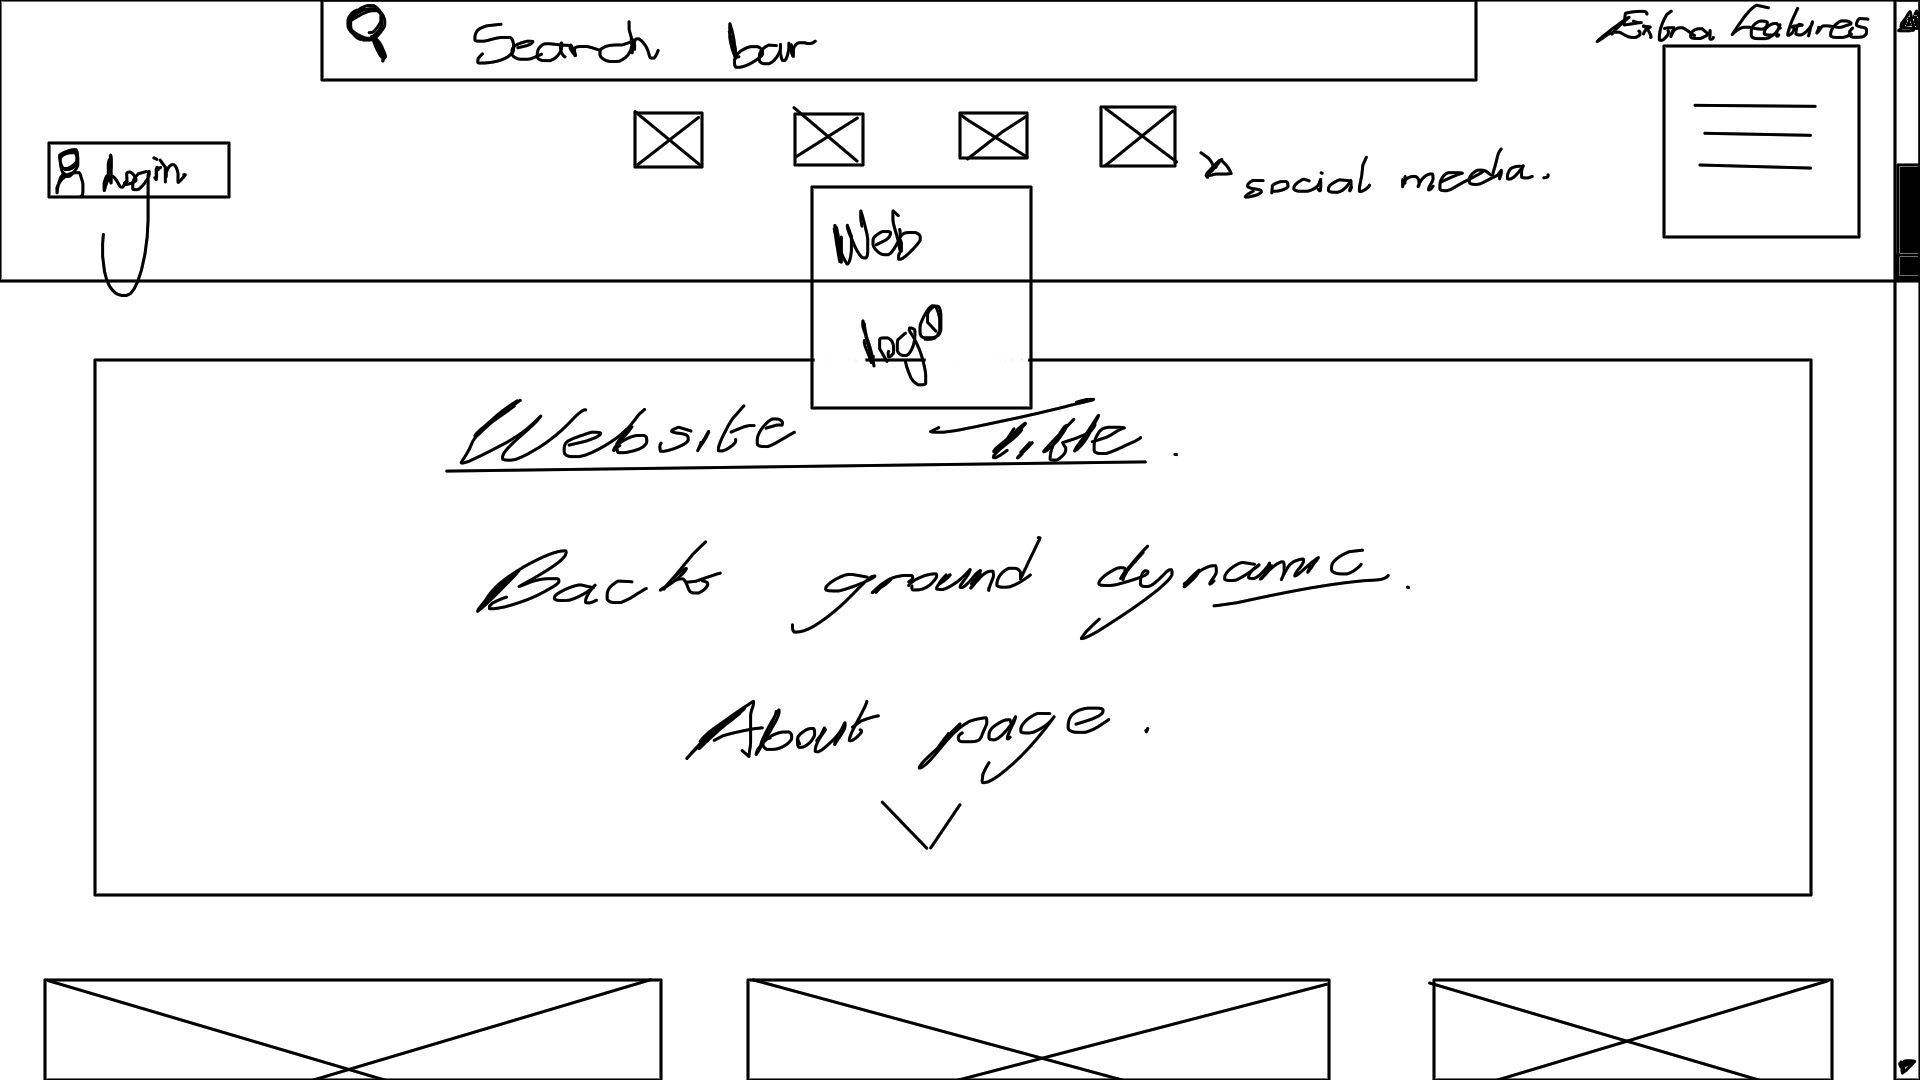 Search bar
Extra features
Login
social media.
Web
logo
Website Title.
Back ground dynamic.
About page.